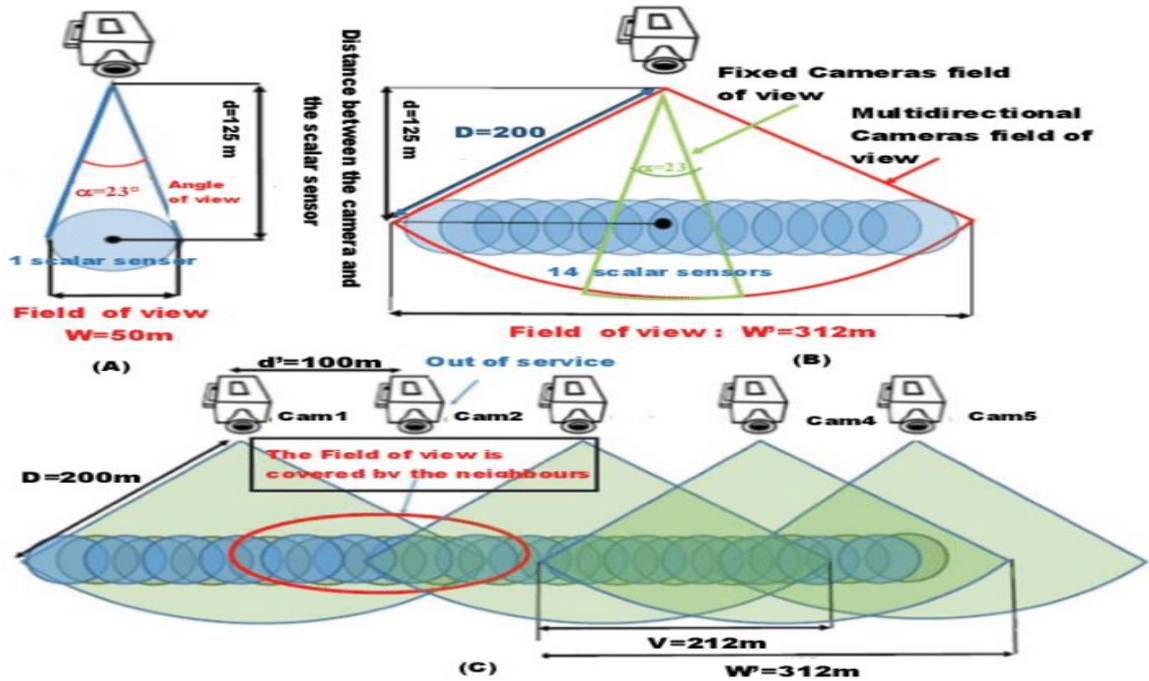 d=125 m
α=23°
Angle
of view
1 scalar sensor
Field of view
W=50m
(A)
Distance between the camera and
the scalar sensor
d=125 m
D=200
Fixed Cameras field
of view
Multidirectional
Cameras field of
view
α=23
14 scalar sensors
Field of view : W'=312m
(B)
d'=100m
Out of service
Cam1
Cam2
Cam4
Cam5
The Field of view is
covered by the neighbours
D=200m
V=212m
W'=312m
(C)